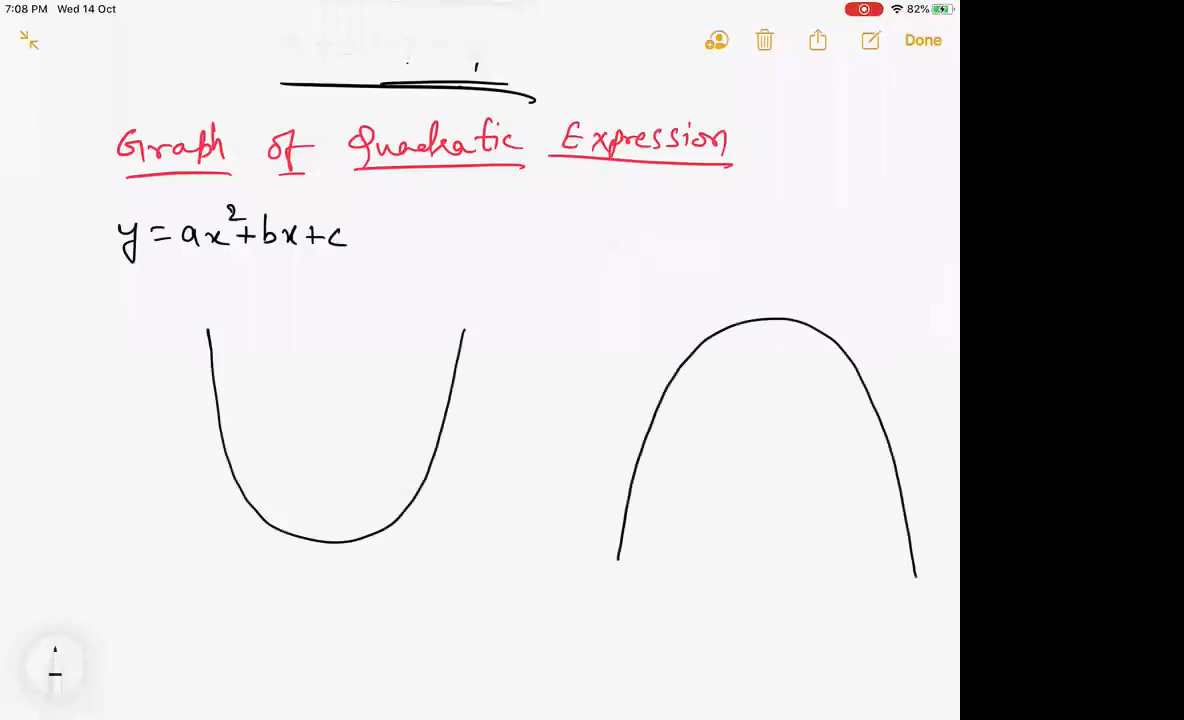 7:08 PM Wed 14 Oct 82%
Done
Graph of Quadratic Expression
y = ax²+bx+c